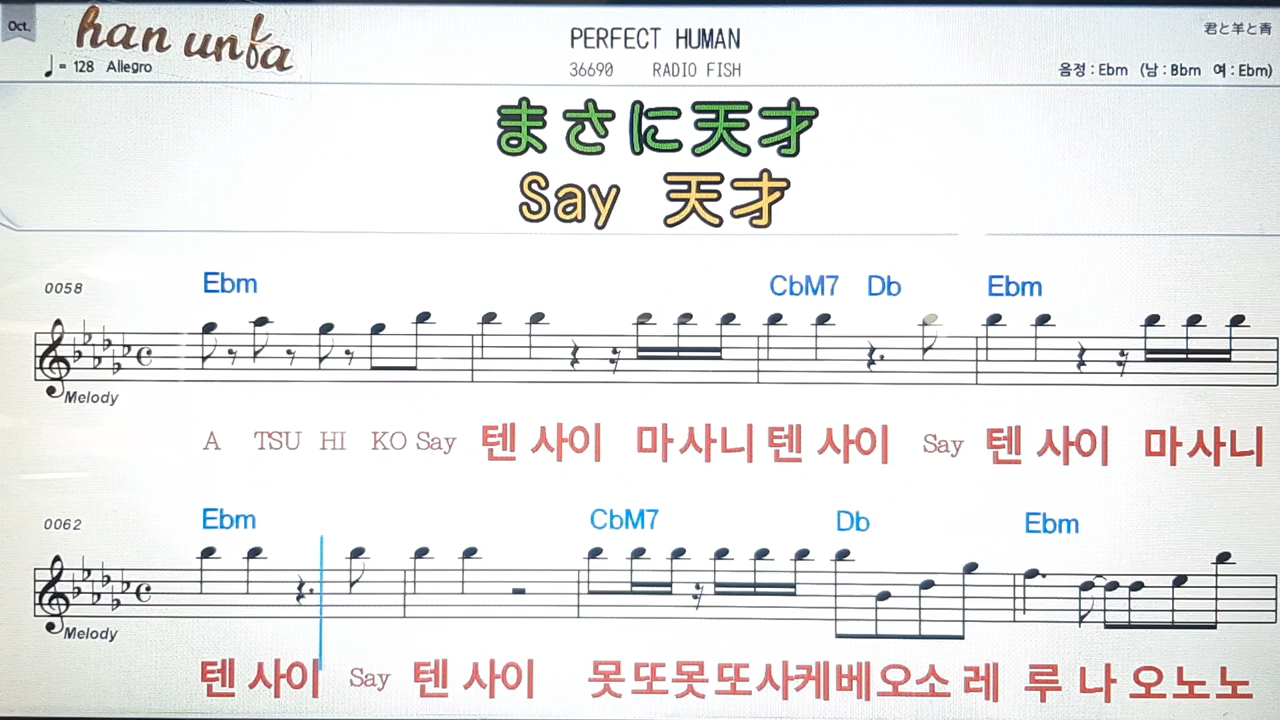 Oct.
han unfa
= 128 Allegro
PERFECT HUMAN
36690 RADIO FISH
君と羊と青
음정 : Ebm (남 : Bbm 여 : Ebm)
まさに天才
Say 天才
0058 Ebm CbM7 Db Ebm
Melody
A TSU HI KO Say 텐 사이 마사니 텐 사이 Say 텐 사이 마사니
0062 Ebm CbM7 Db Ebm
Melody
텐 사이 Say 텐 사이 못또못또사케베오소 레 루 나 오노노